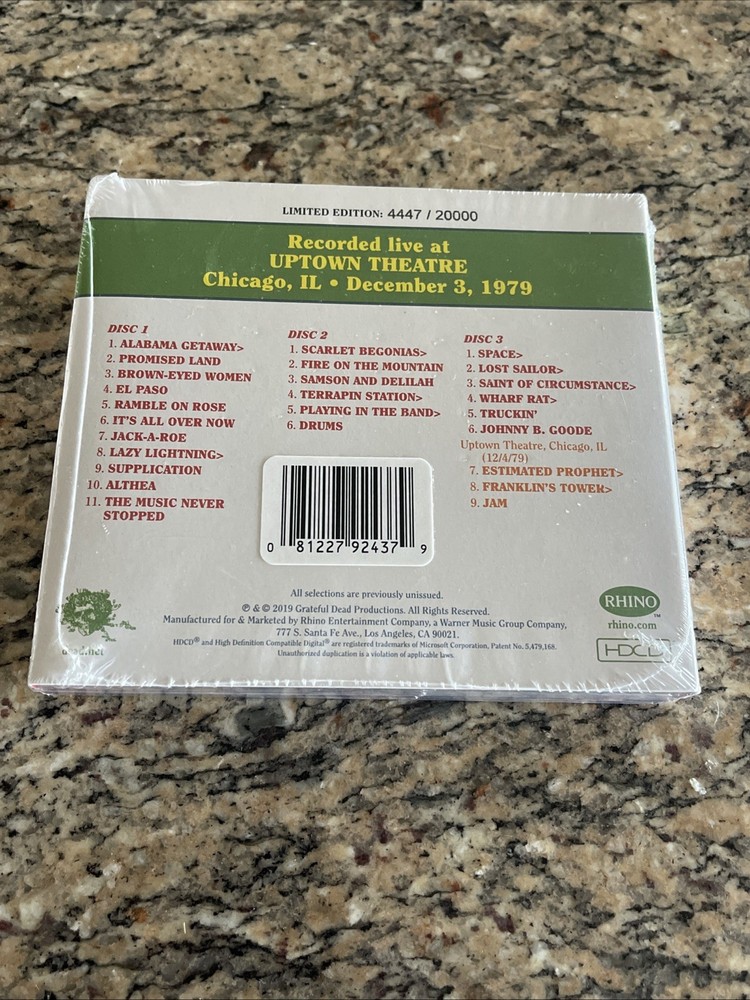 LIMITED EDITION: 4447 / 20000
Recorded live at
UPTOWN THEATRE
Chicago, IL • December 3, 1979
DISC 1
1. ALABAMA GETAWAY>
2. PROMISED LAND
3. BROWN-EYED WOMEN
4. EL PASO
5. RAMBLE ON ROSE
6. IT'S ALL OVER NOW
7. JACK-A-ROE
8. LAZY LIGHTNING>
9. SUPPLICATION
10. ALTHEA
11. THE MUSIC NEVER
STOPPED
DISC 2
1. SCARLET BEGONIAS>
2. FIRE ON THE MOUNTAIN
3. SAMSON AND DELILAH
4. TERRAPIN STATION>
5. PLAYING IN THE BAND>
6. DRUMS
DISC 3
1. SPACE>
2. LOST SAILOR>
3. SAINT OF CIRCUMSTANCE>
4. WHARF RAT>
5. TRUCKIN'
6. JOHNNY B. GOODE
Uptown Theatre, Chicago, IL
(12/4/79)
7. ESTIMATED PROPHET>
8. FRANKLIN'S TOWER>
9. JAM
0 81227 92437 9
All selections are previously unissued.
℗ & © 2019 Grateful Dead Productions. All Rights Reserved.
Manufactured for & Marketed by Rhino Entertainment Company, a Warner Music Group Company,
777 S. Santa Fe Ave., Los Angeles, CA 90021.
HDCD® and High Definition Compatible Digital® are registered trademarks of Microsoft Corporation, Patent No. 5,479,168.
Unauthorized duplication is a violation of applicable laws.
RHINO™
rhino.com
HDCD